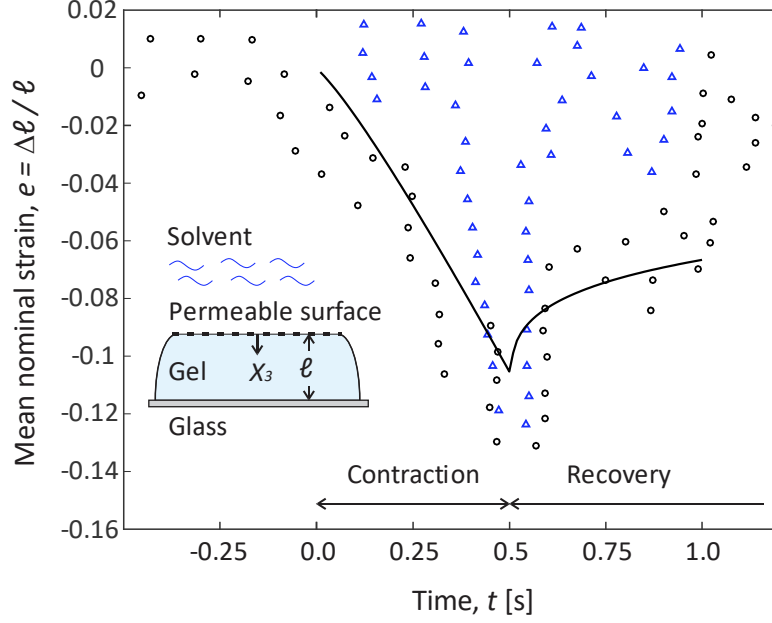 0.02
0
-0.02
-0.04
-0.06
-0.08
-0.1
-0.12
-0.14
-0.16
Mean nominal strain, e = Δℓ / ℓ
Solvent
Permeable surface
Gel
X₃
ℓ
Glass
Contraction
Recovery
-0.25
0.0
0.25
0.5
0.75
1.0
Time, t [s]